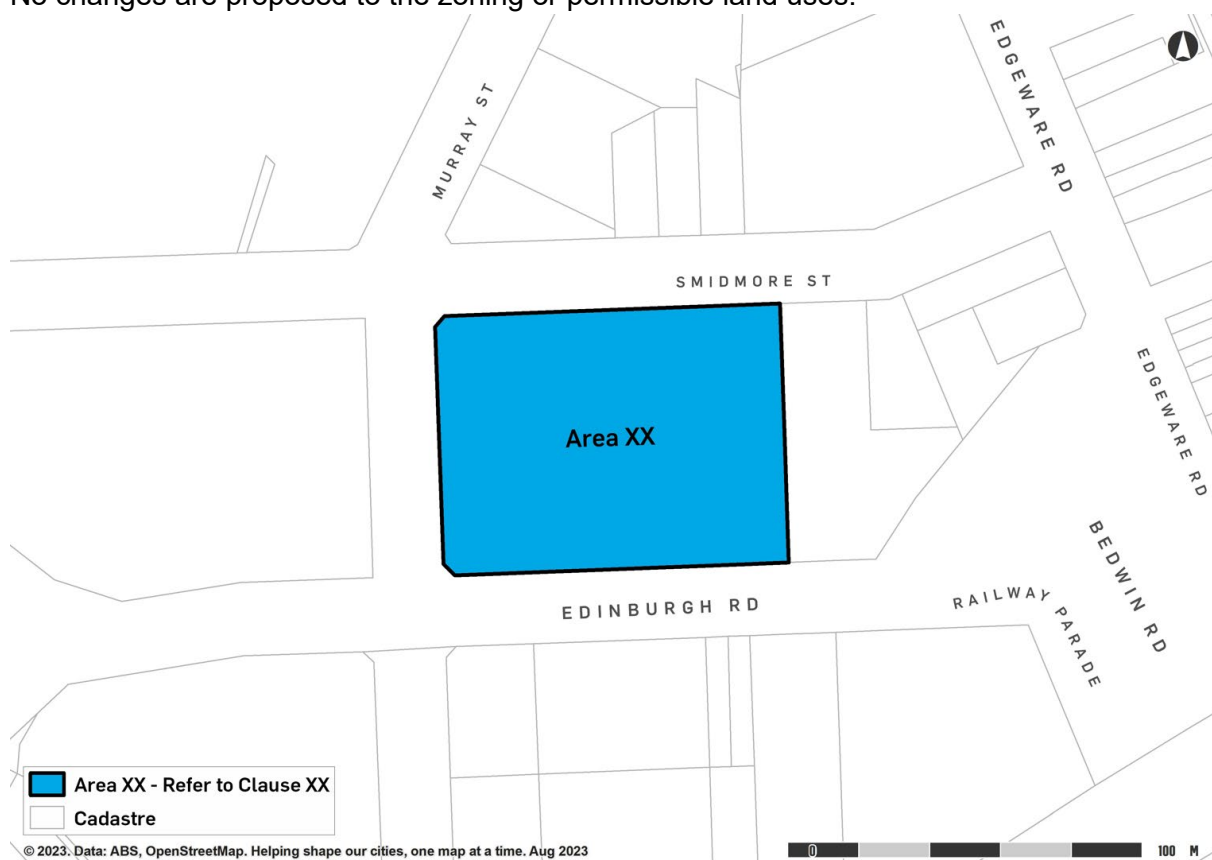 No changes are proposed to the zoning or permissible land uses.
EDGEWARE RD
MURRAY ST
SMIDMORE ST
EDGEWARE RD
Area XX
BEDWIN RD
EDINBURGH RD
RAILWAY PARADE
Area XX - Refer to Clause XX
Cadastre
© 2023. Data: ABS, OpenStreetMap. Helping shape our cities, one map at a time. Aug 2023
0 100 M